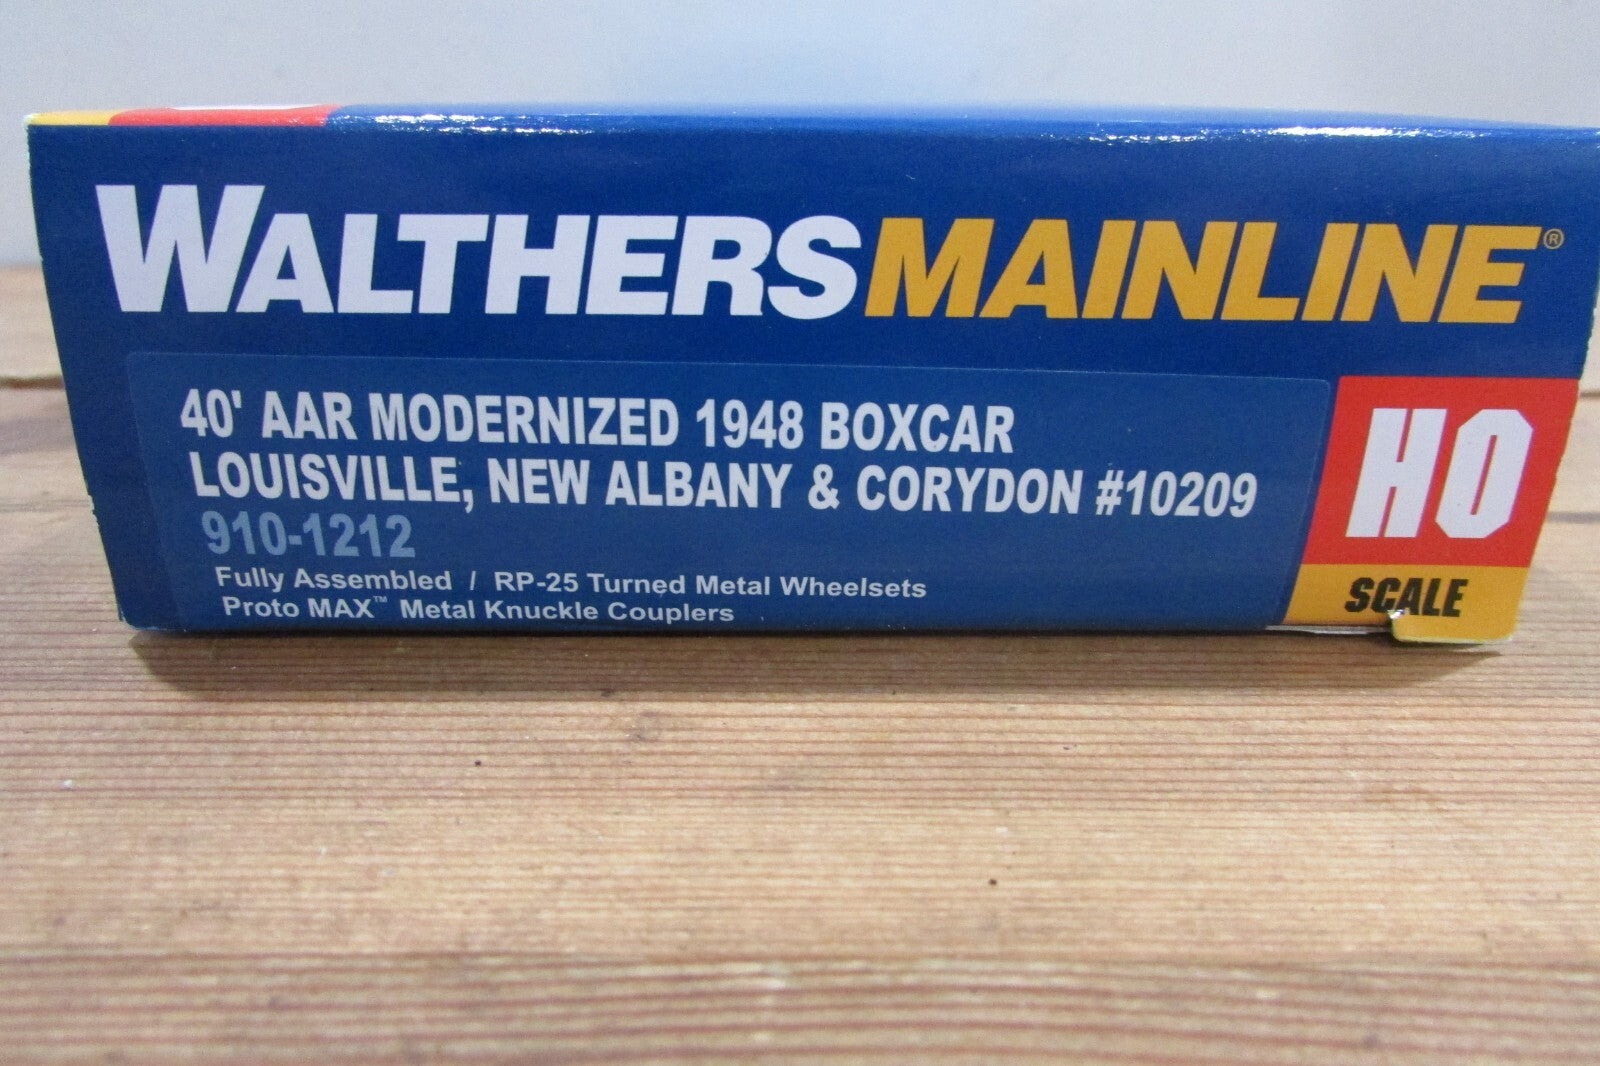 WALTHERSMAINLINE®
40' AAR MODERNIZED 1948 BOXCAR
LOUISVILLE, NEW ALBANY & CORYDON #10209
910-1212
Fully Assembled / RP-25 Turned Metal Wheelsets
Proto MAX™ Metal Knuckle Couplers
HO
SCALE